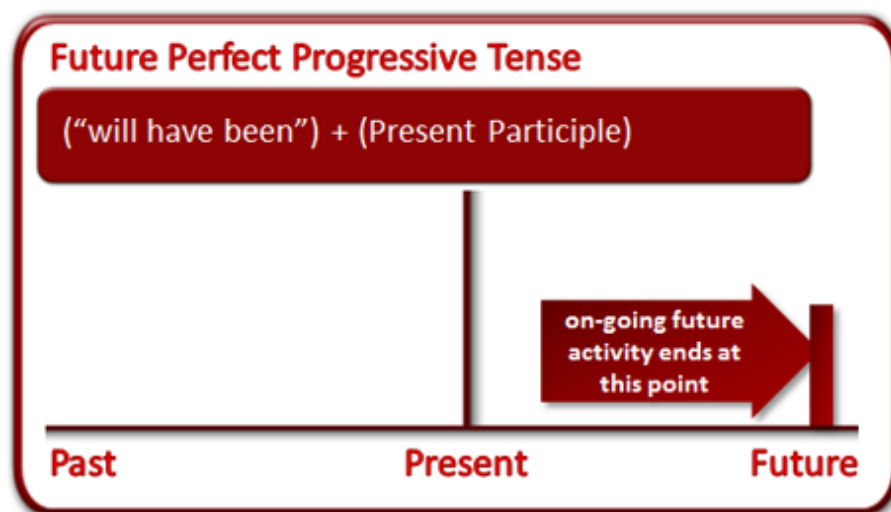 Future Perfect Progressive Tense
(“will have been”) + (Present Participle)
on-going future
activity ends at
this point
Past
Present
Future